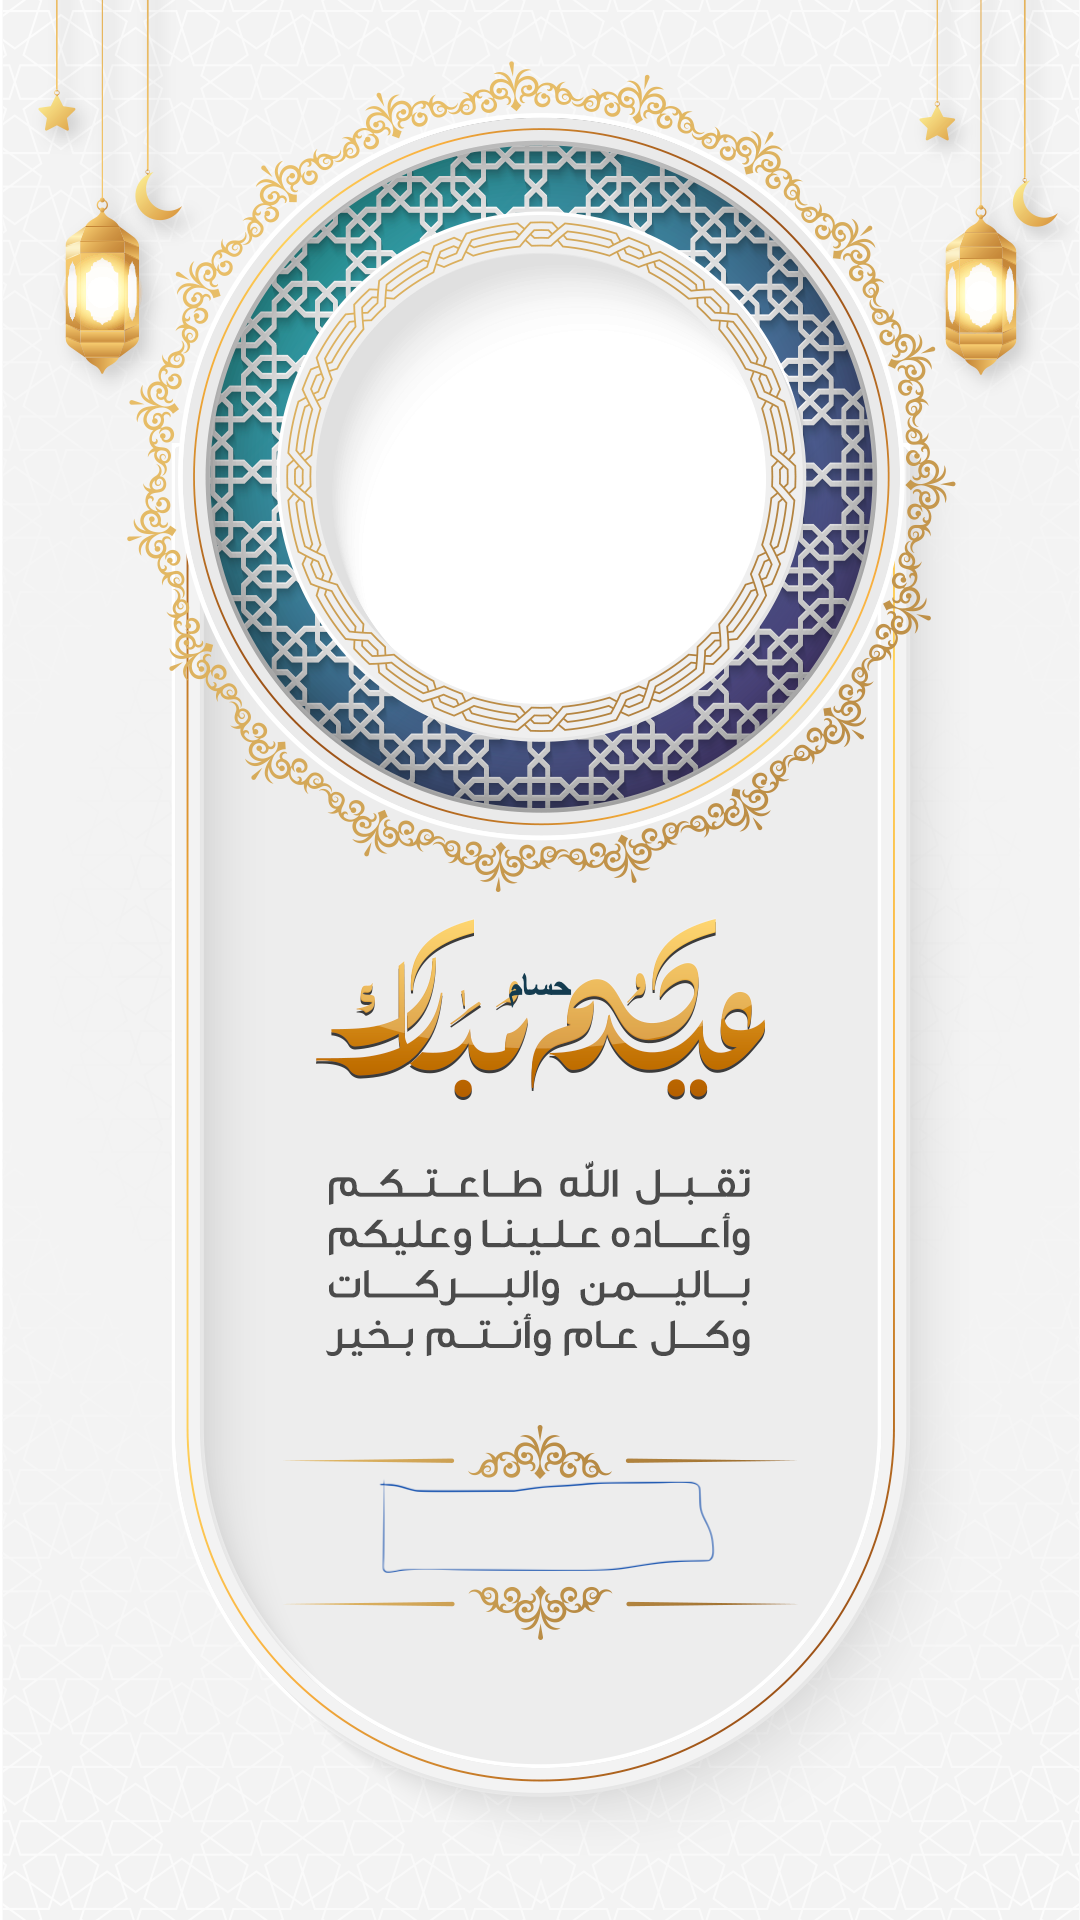 عيدكم مبارك
حسام
تقبل الله طاعتكم
وأعاده علينا وعليكم
باليمن والبركات
وكل عام وأنتم بخير